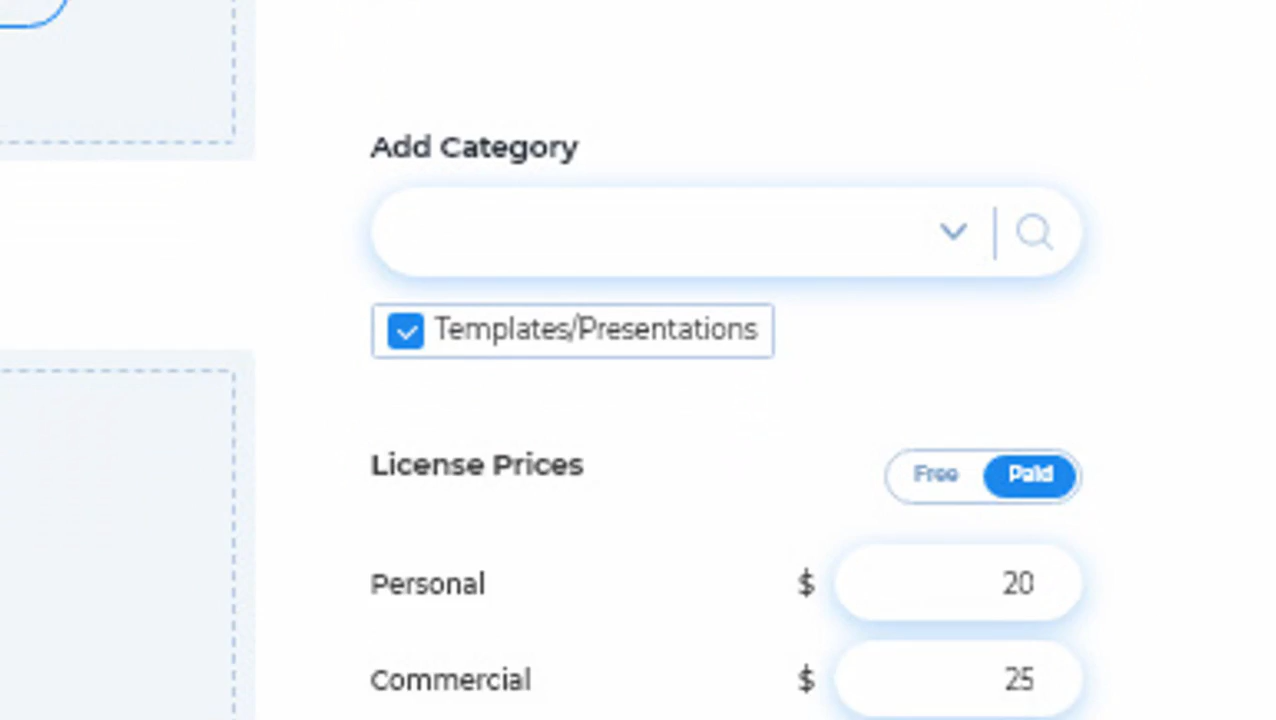 Add Category
Templates/Presentations
License Prices
Free Paid
Personal $ 20
Commercial $ 25